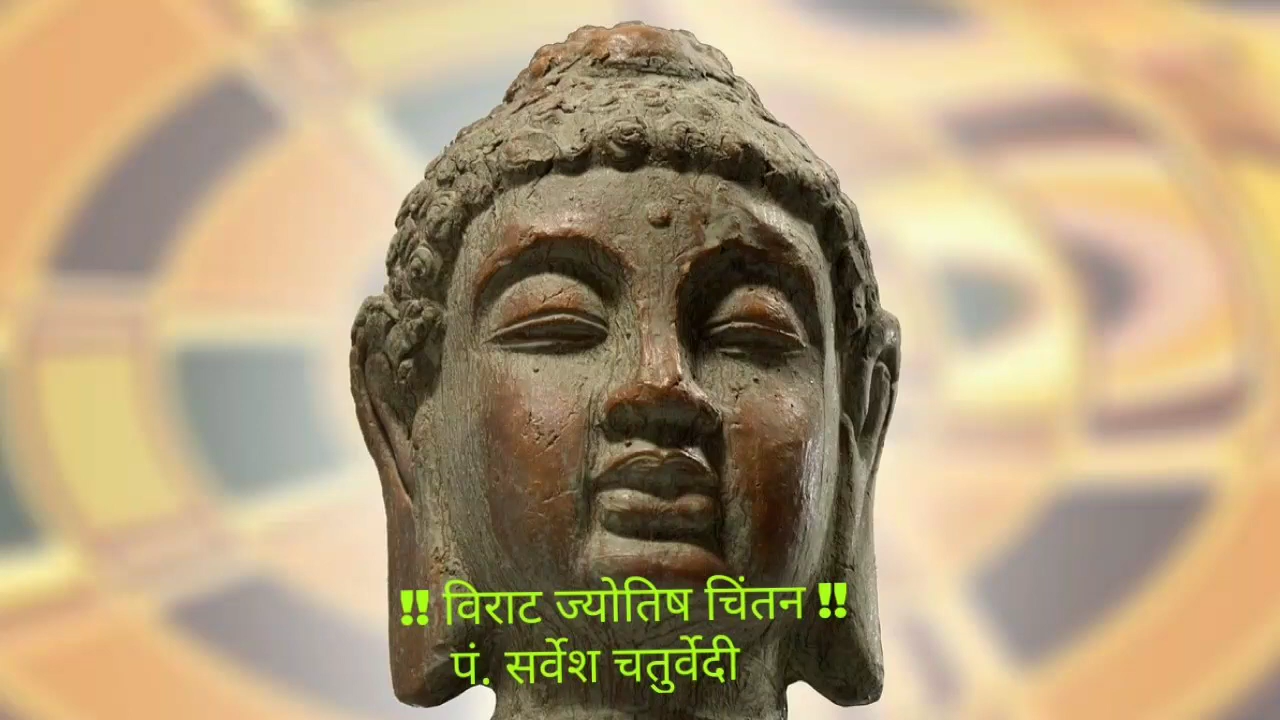 ‼ विराट ज्योतिष चिंतन ‼
पं. सर्वेश चतुर्वेदी